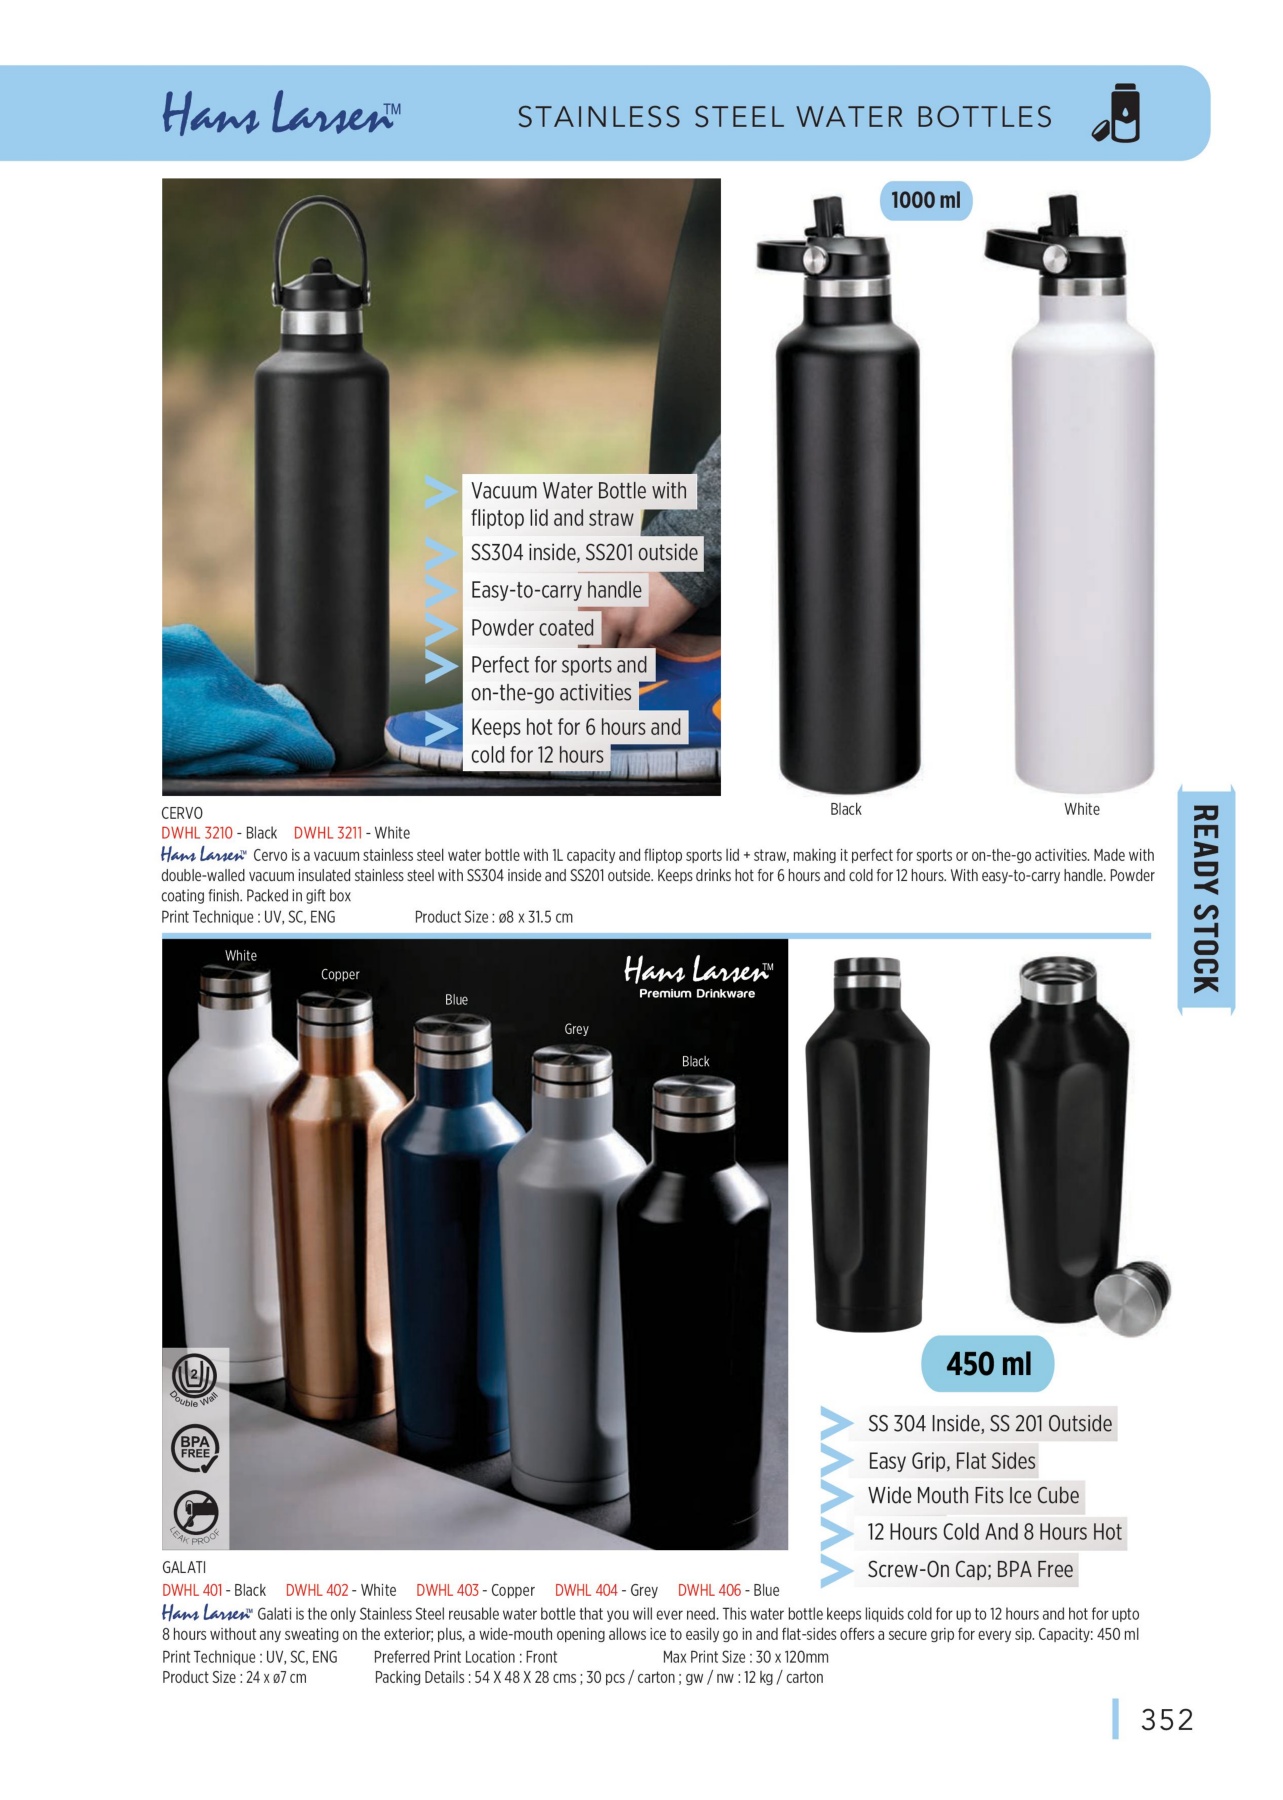 Hans Larsen™
STAINLESS STEEL WATER BOTTLES
1000 ml
Vacuum Water Bottle with
fliptop lid and straw
SS304 inside, SS201 outside
Easy-to-carry handle
Powder coated
Perfect for sports and
on-the-go activities
Keeps hot for 6 hours and
cold for 12 hours
Black
White
CERVO
DWHL 3210 - Black DWHL 3211 - White
Hans Larsen™ Cervo is a vacuum stainless steel water bottle with 1L capacity and fliptop sports lid + straw, making it perfect for sports or on-the-go activities. Made with
double-walled vacuum insulated stainless steel with SS304 inside and SS201 outside. Keeps drinks hot for 6 hours and cold for 12 hours. With easy-to-carry handle. Powder
coating finish. Packed in gift box
Print Technique : UV, SC, ENG Product Size : ø8 x 31.5 cm
READY STOCK
White
Copper
Blue
Grey
Black
Hans Larsen™
Premium Drinkware
2
Double Wall
BPA
FREE
LEAK PROOF
450 ml
SS 304 Inside, SS 201 Outside
Easy Grip, Flat Sides
Wide Mouth Fits Ice Cube
12 Hours Cold And 8 Hours Hot
Screw-On Cap; BPA Free
GALATI
DWHL 401 - Black DWHL 402 - White DWHL 403 - Copper DWHL 404 - Grey DWHL 406 - Blue
Hans Larsen™ Galati is the only Stainless Steel reusable water bottle that you will ever need. This water bottle keeps liquids cold for up to 12 hours and hot for upto
8 hours without any sweating on the exterior; plus, a wide-mouth opening allows ice to easily go in and flat-sides offers a secure grip for every sip. Capacity: 450 ml
Print Technique : UV, SC, ENG Preferred Print Location : Front Max Print Size : 30 x 120mm
Product Size : 24 x ø7 cm Packing Details : 54 X 48 X 28 cms ; 30 pcs / carton ; gw / nw : 12 kg / carton
352